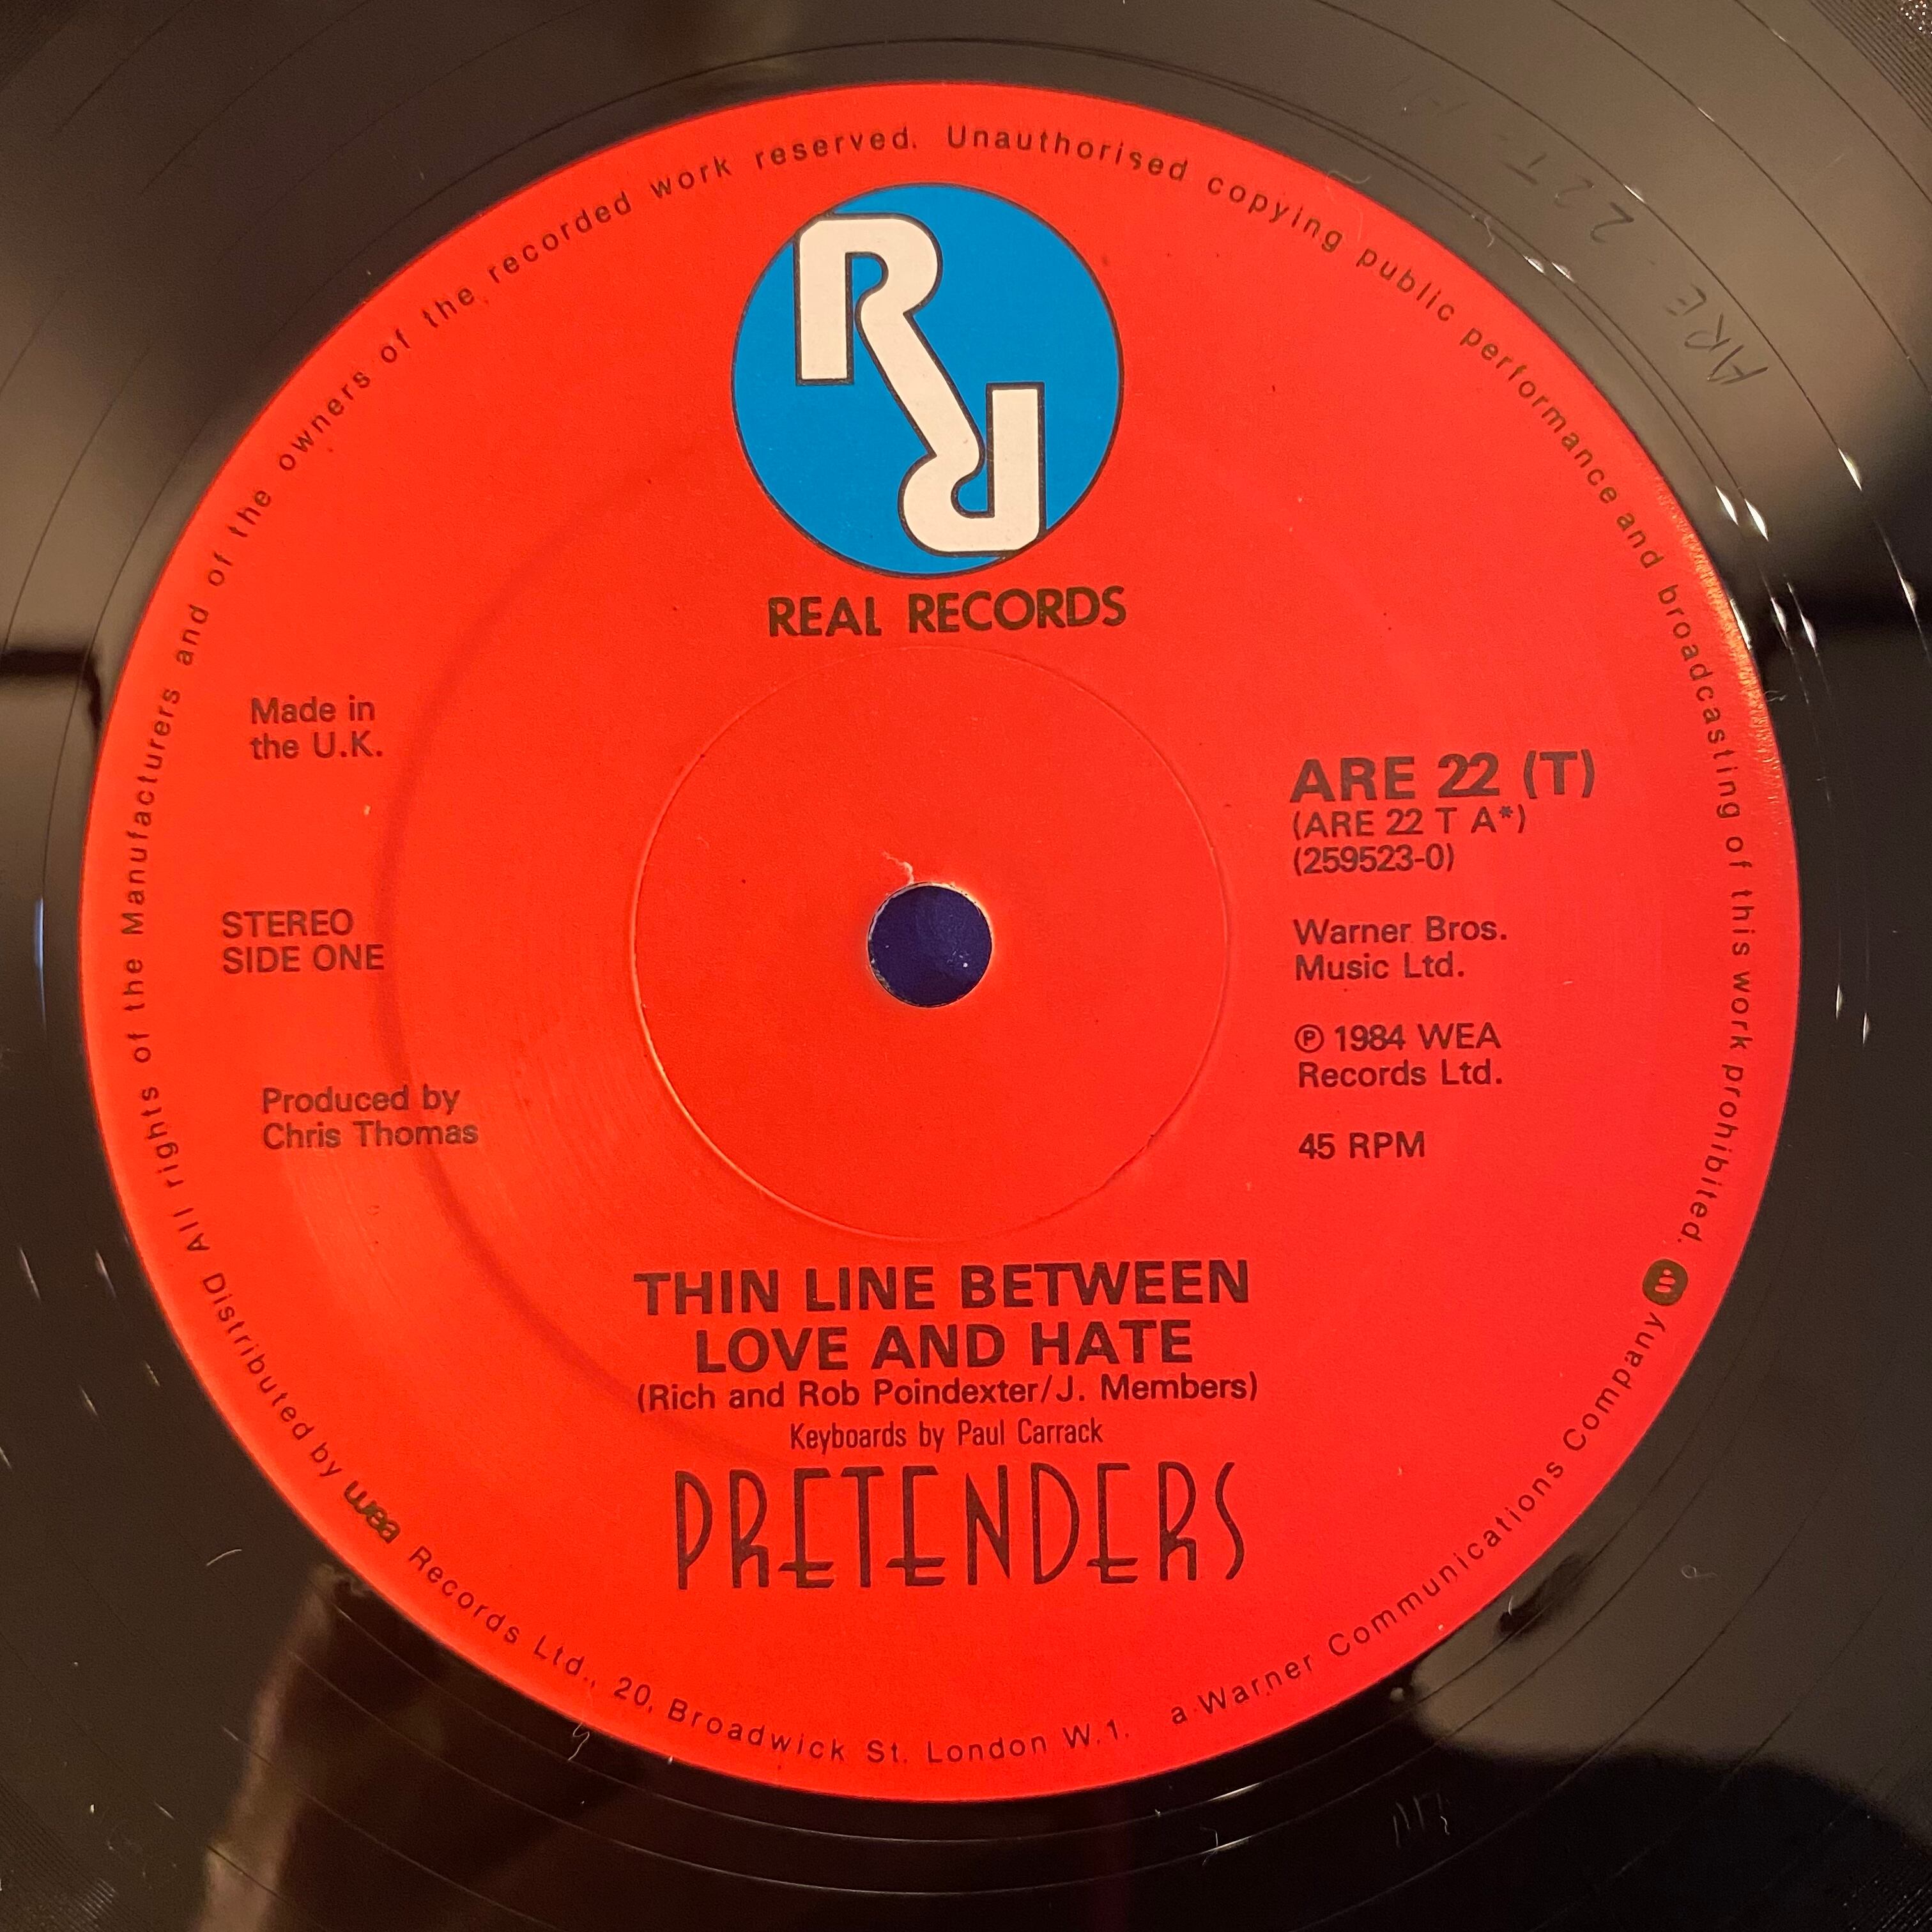 All rights of the Manufacturers and of the owners of the recorded work reserved. Unauthorised copying public performance and broadcasting of this work prohibited.
RR
REAL RECORDS
Made in
the U.K.
STEREO
SIDE ONE
Produced by
Chris Thomas
ARE 22 (T)
(ARE 22 T A*)
(259523-0)
Warner Bros.
Music Ltd.
℗ 1984 WEA
Records Ltd.
45 RPM
THIN LINE BETWEEN
LOVE AND HATE
(Rich and Rob Poindexter/J. Members)
Keyboards by Paul Carrack
PRETENDERS
Distributed by wea Records Ltd., 20, Broadwick St. London W.1. a Warner Communications Company
ARE 22T